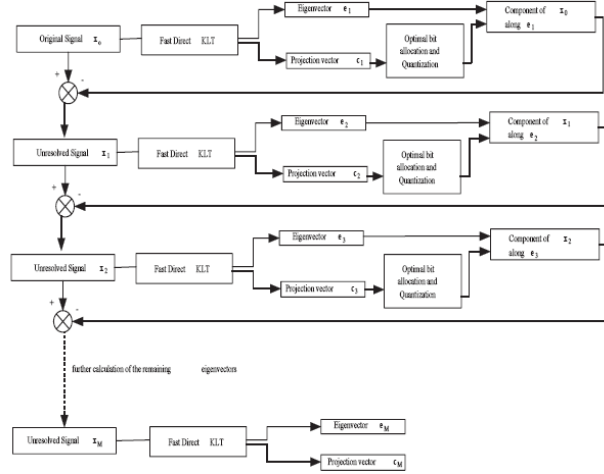 Original Signal x₀
Fast Direct KLT
Eigenvector e₁
Projection vector c₁
Optimal bit
allocation and
Quantization
Component of x₀
along e₁
+
-
Unresolved Signal x₁
Fast Direct KLT
Eigenvector e₂
Projection vector c₂
Optimal bit
allocation and
Quantization
Component of x₁
along e₂
+
-
Unresolved Signal x₂
Fast Direct KLT
Eigenvector e₃
Projection vector c₃
Optimal bit
allocation and
Quantization
Component of x₂
along e₃
+
-
further calculation of the remaining eigenvectors
Unresolved Signal x_M
Fast Direct KLT
Eigenvector e_M
Projection vector c_M